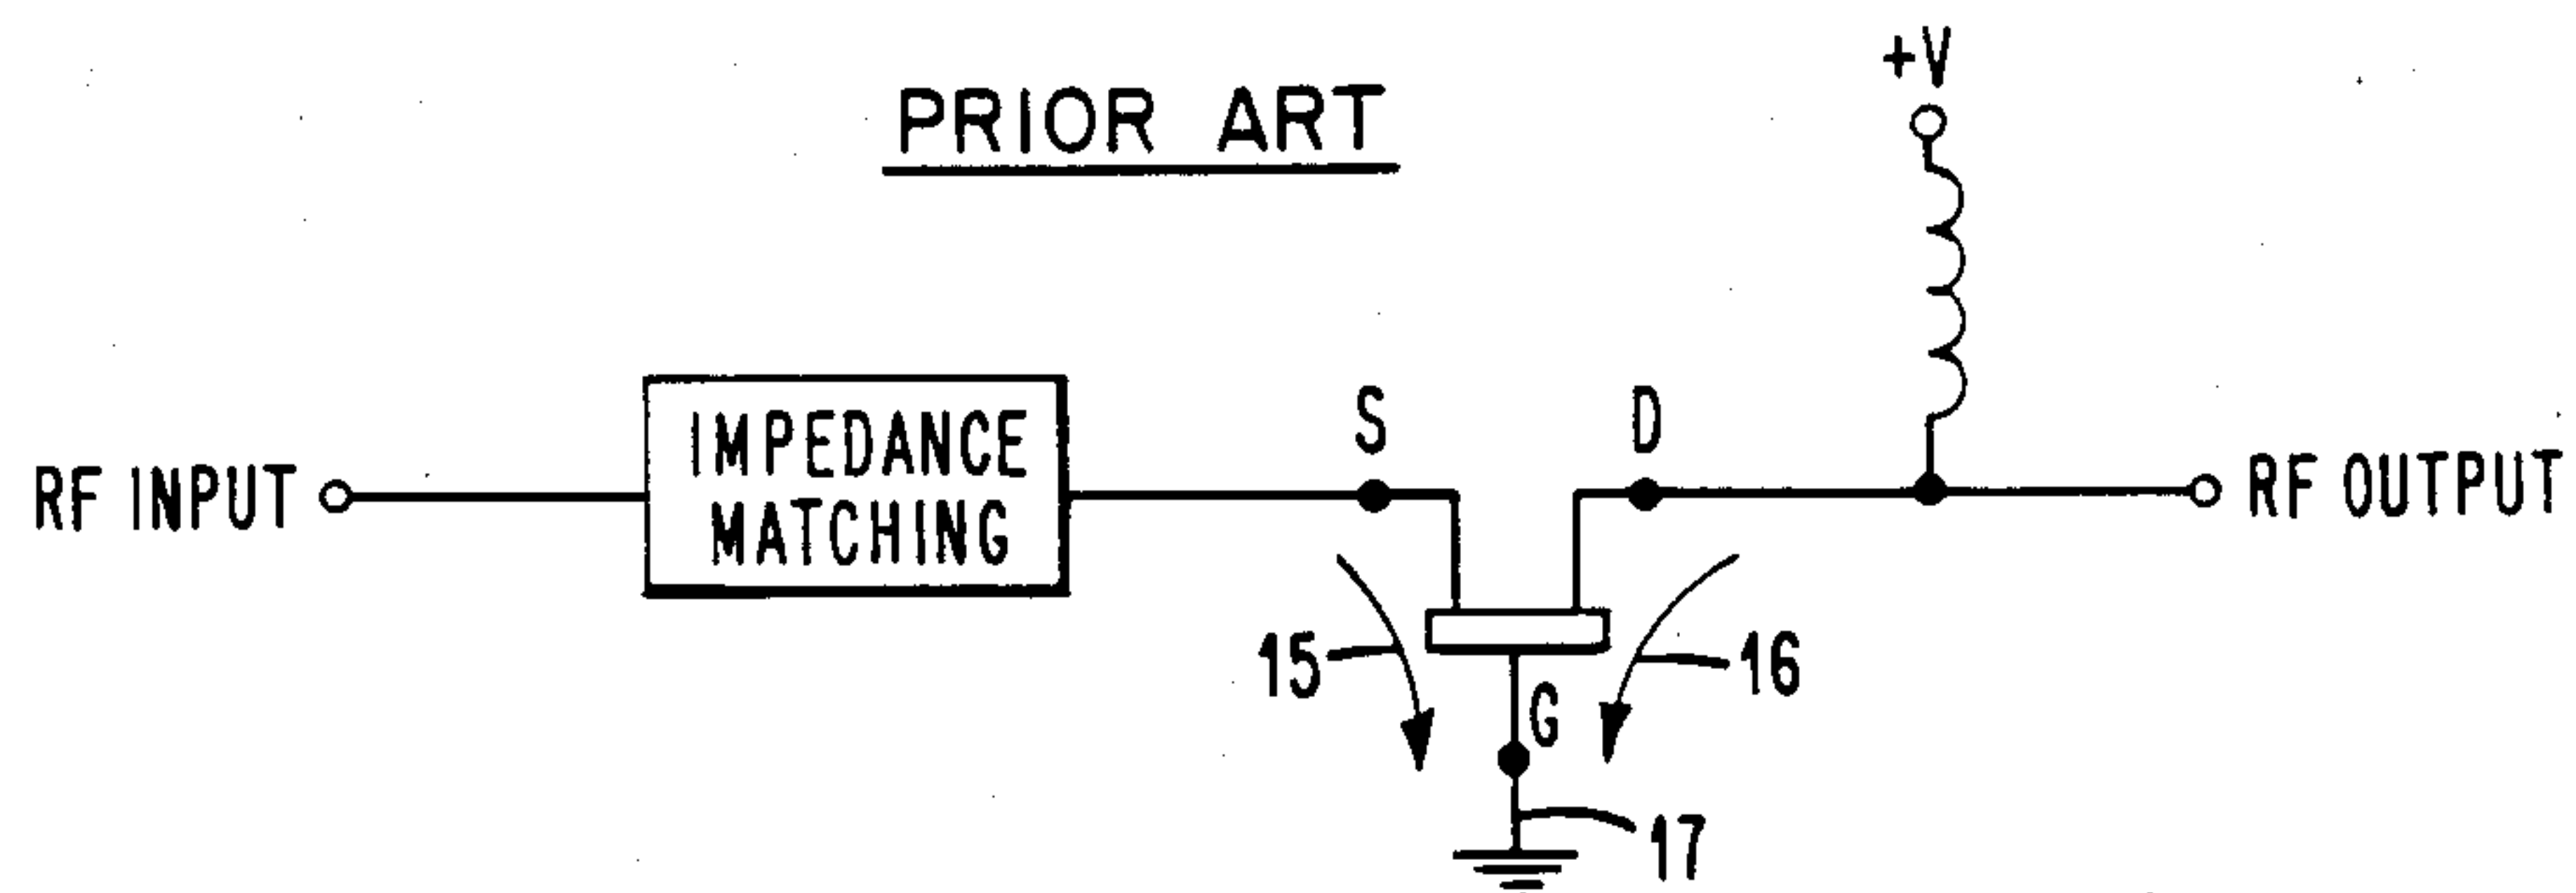 PRIOR ART
+V
RF INPUT
IMPEDANCE
MATCHING
S
D
RF OUTPUT
15
16
G
17